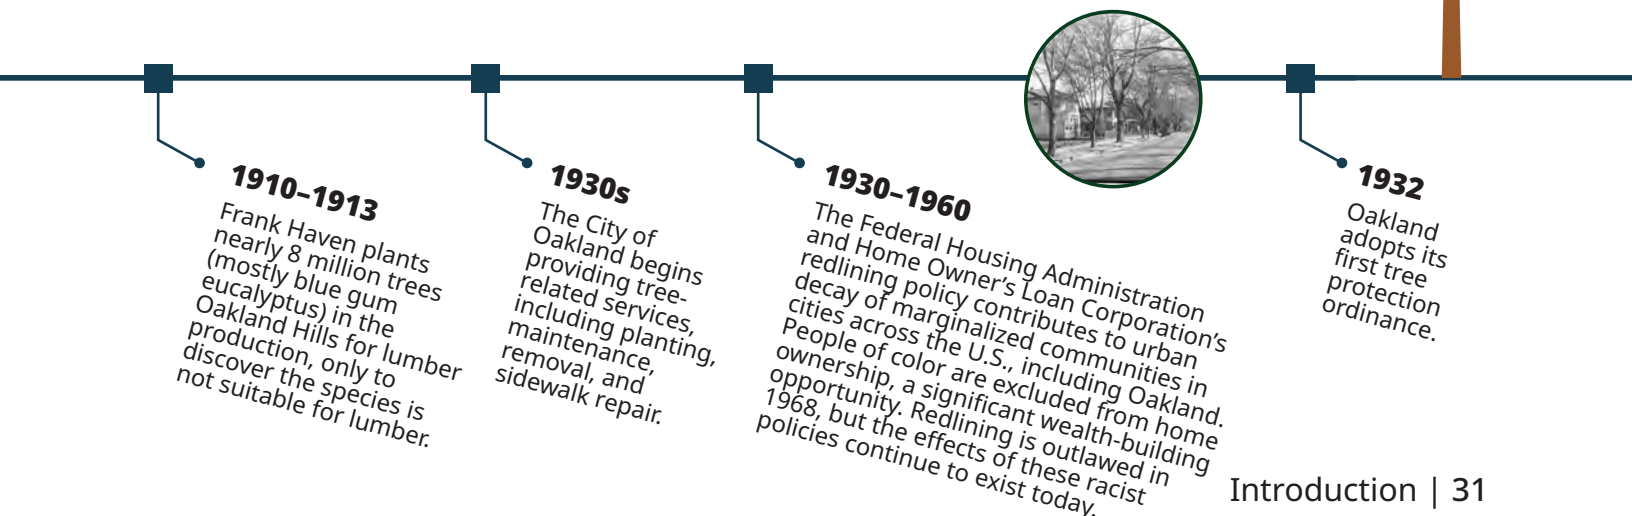 1910–1913
Frank Haven plants
nearly 8 million trees
(mostly blue gum
eucalyptus) in the
Oakland Hills for lumber
production, only to
discover the species is
not suitable for lumber.
1930s
The City of
Oakland begins
providing tree-
related services,
including planting,
maintenance,
removal, and
sidewalk repair.
1930–1960
The Federal Housing Administration
and Home Owner’s Loan Corporation’s
redlining policy contributes to urban
decay of marginalized communities in
cities across the U.S., including Oakland.
People of color are excluded from home
ownership, a significant wealth-building
opportunity. Redlining is outlawed in
1968, but the effects of these racist
policies continue to exist today.
1932
Oakland
adopts its
first tree
protection
ordinance.
Introduction | 31